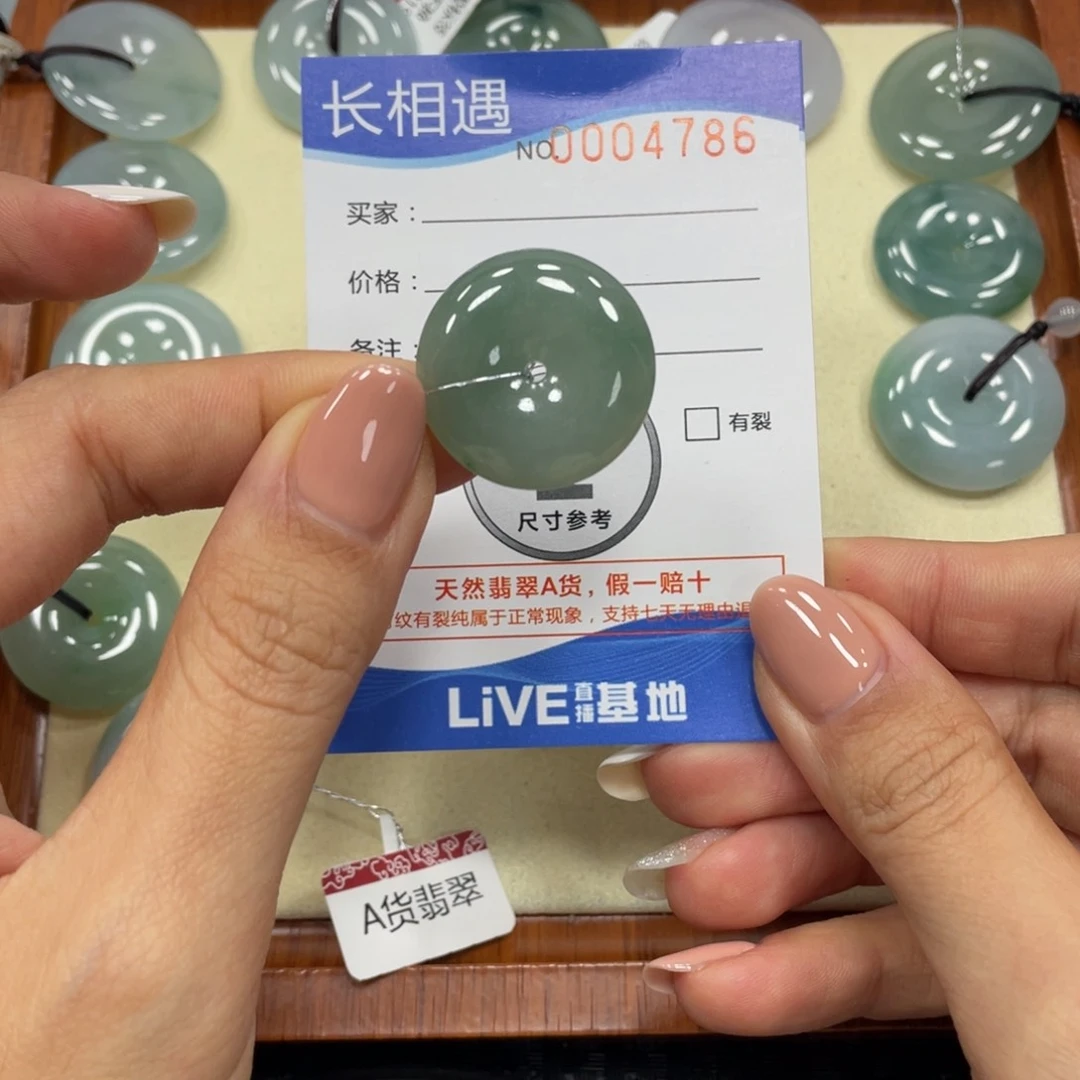 长相遇
NO.0004786
买家：
价格：
备注：
有裂
尺寸参考
天然翡翠A货，假一赔十
纹有裂纯属于正常现象，支持七天无理由退
LiVE直播基地
A货翡翠